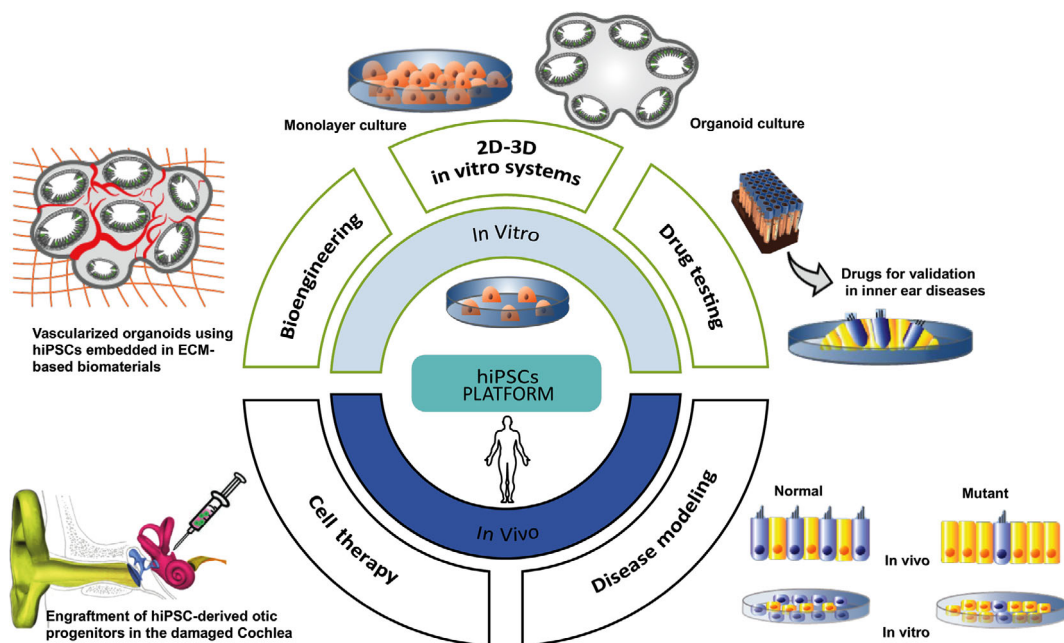 Monolayer culture
Organoid culture
2D-3D
in vitro systems
Bioengineering
In Vitro
Drug testing
Drugs for validation
in inner ear diseases
Vascularized organoids using
hiPSCs embedded in ECM-
based biomaterials
hiPSCs
PLATFORM
Cell therapy
In Vivo
Disease modeling
Normal
Mutant
In vivo
In vitro
Engraftment of hiPSC-derived otic
progenitors in the damaged Cochlea